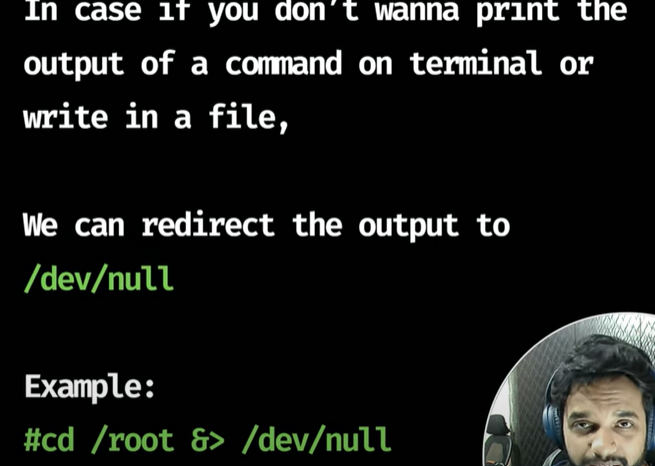 In case if you don't wanna print the
output of a command on terminal or
write in a file,
We can redirect the output to
/dev/null
Example:
#cd /root &> /dev/null